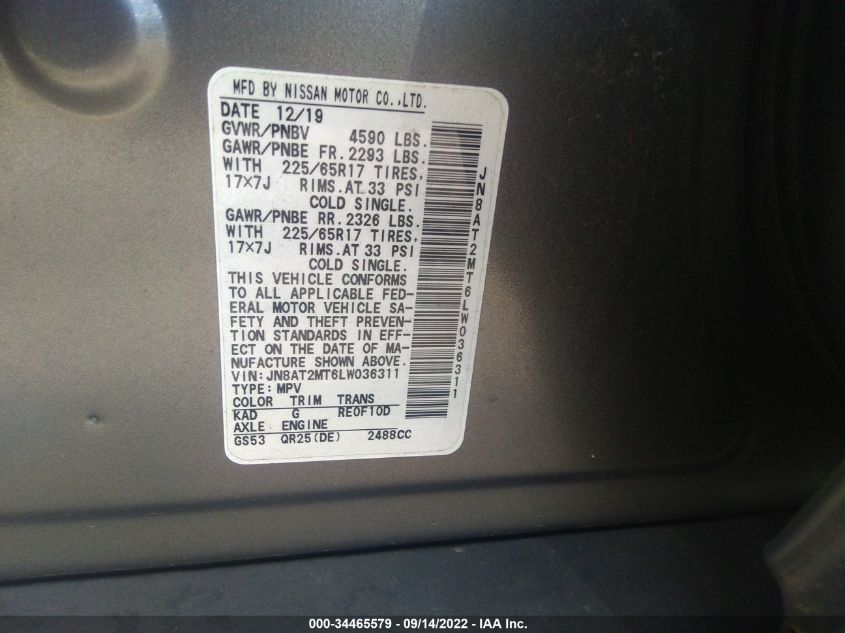 MFD BY NISSAN MOTOR CO.,LTD.
DATE 12/19
GVWR/PNBV 4590 LBS.
GAWR/PNBE FR. 2293 LBS.
WITH 225/65R17 TIRES,
17×7J RIMS.AT 33 PSI
COLD SINGLE.
GAWR/PNBE RR. 2326 LBS.
WITH 225/65R17 TIRES,
17×7J RIMS.AT 33 PSI
COLD SINGLE.
THIS VEHICLE CONFORMS
TO ALL APPLICABLE FED-
ERAL MOTOR VEHICLE SA-
FETY AND THEFT PREVEN-
TION STANDARDS IN EFF-
ECT ON THE DATE OF MA-
NUFACTURE SHOWN ABOVE.
VIN:JN8AT2MT6LW036311
TYPE:MPV
COLOR TRIM TRANS
KAD G RE0F10D
AXLE ENGINE
GS53 QR25(DE) 2488CC
JN8AT2MT6LW036311
000-34465579 - 09/14/2022 - IAA Inc.